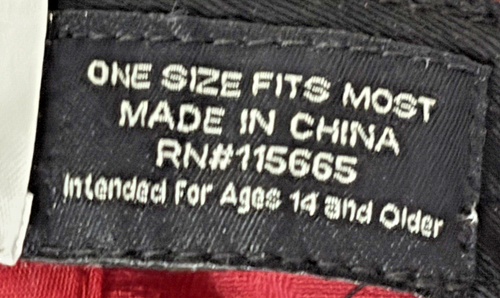 ONE SIZE FITS MOST
MADE IN CHINA
RN#115665
Intended For Ages 14 and Older